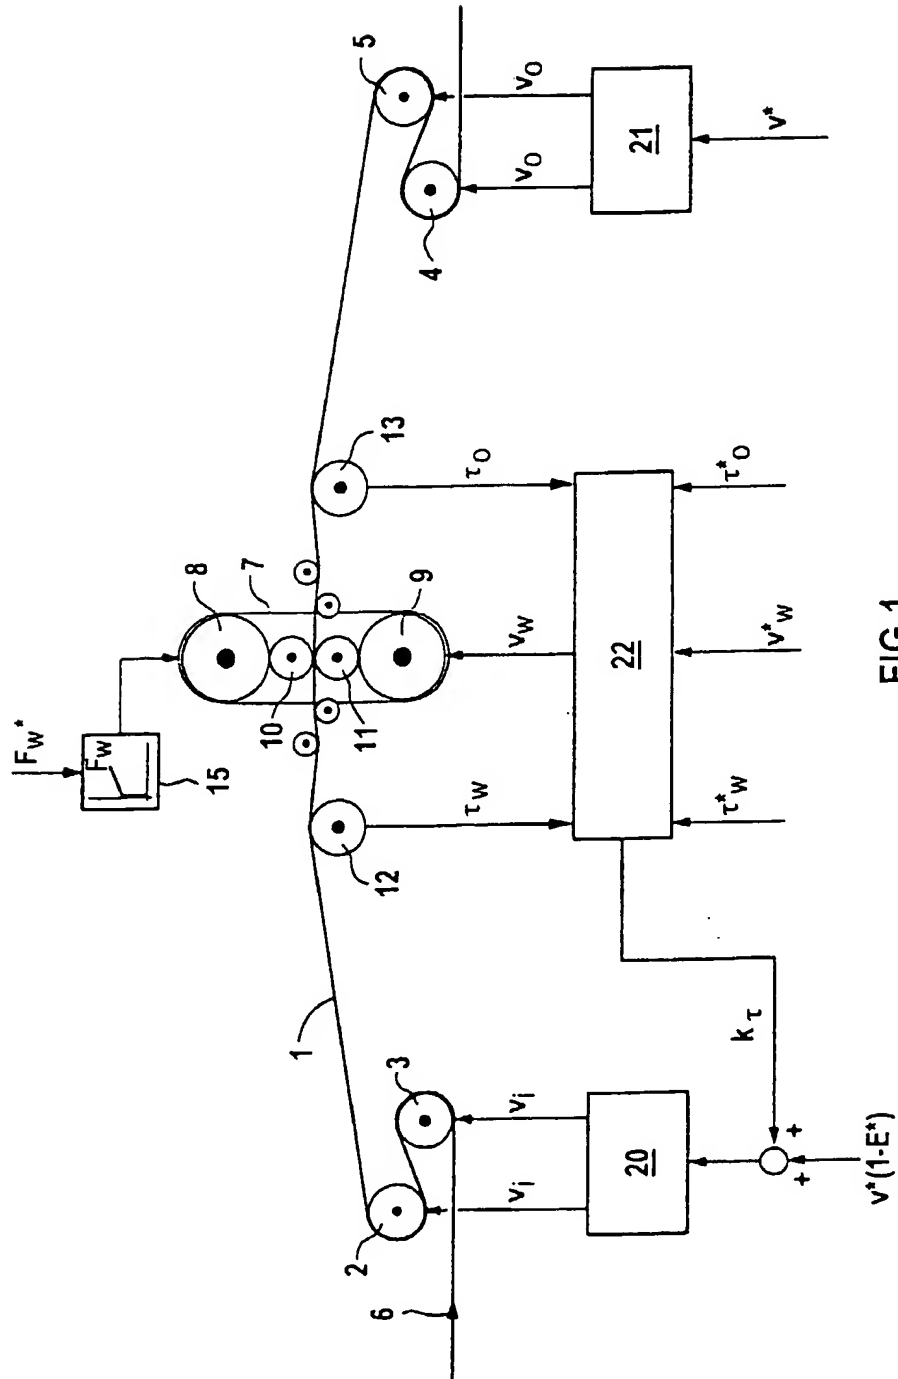 F_W*
F_W
15
8
7
10
1
2
3
5
6
12
11
9
13
4
v_i
v_i
τ_W
v_W
τ_O
v_O
v_O
20
22
21
k_τ
+
+
v*(1-E*)
τ*_W
v*_W
τ*_O
v*
FIG 1